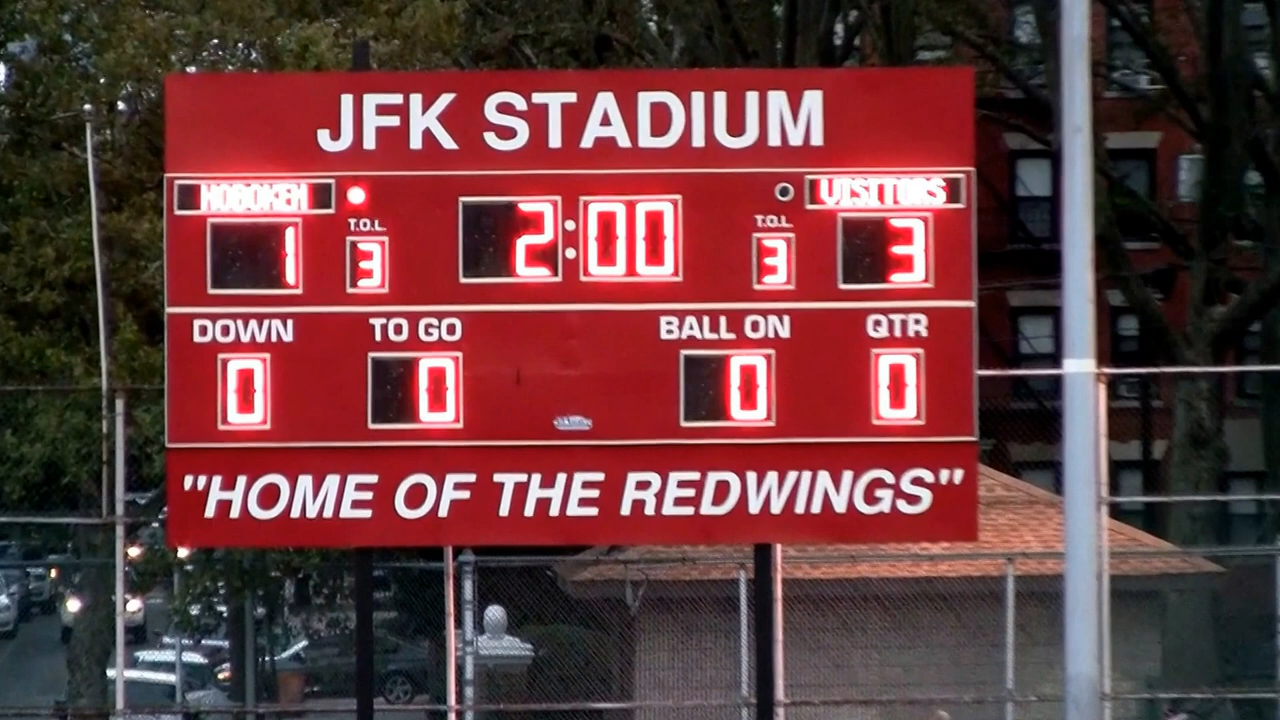 JFK STADIUM
HOBOKEN VISITORS
T.O.L. T.O.L.
1 3 2:00 3 3
DOWN TO GO BALL ON QTR
0 0 0 0
"HOME OF THE REDWINGS"